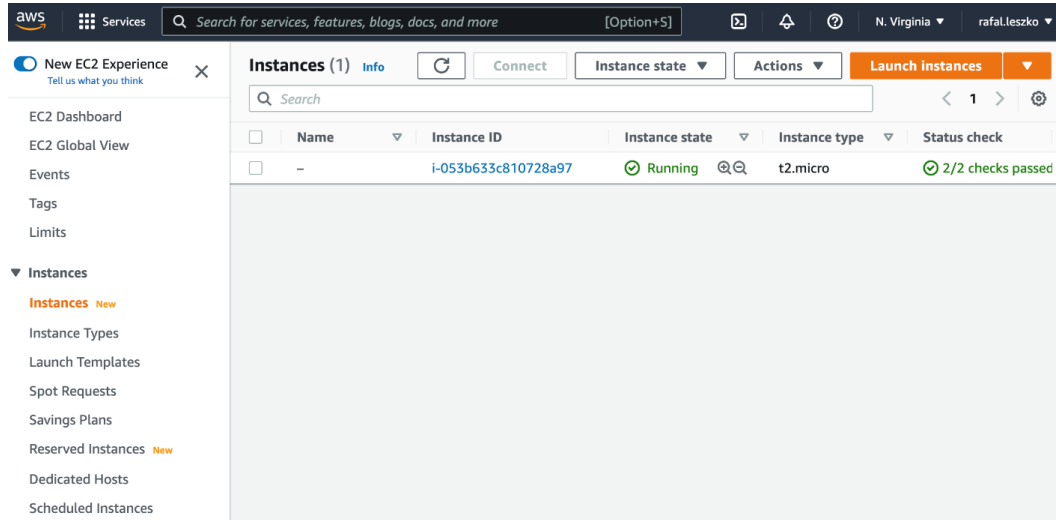 aws Services Search for services, features, blogs, docs, and more [Option+S] N. Virginia ▼ rafal.leszko ▼
New EC2 Experience
Tell us what you think
EC2 Dashboard
EC2 Global View
Events
Tags
Limits
▼ Instances
Instances New
Instance Types
Launch Templates
Spot Requests
Savings Plans
Reserved Instances New
Dedicated Hosts
Scheduled Instances
Instances (1) Info Connect Instance state ▼ Actions ▼ Launch instances ▼
Search < 1 >
Name Instance ID Instance state Instance type Status check
– i-053b633c810728a97 Running t2.micro 2/2 checks passed